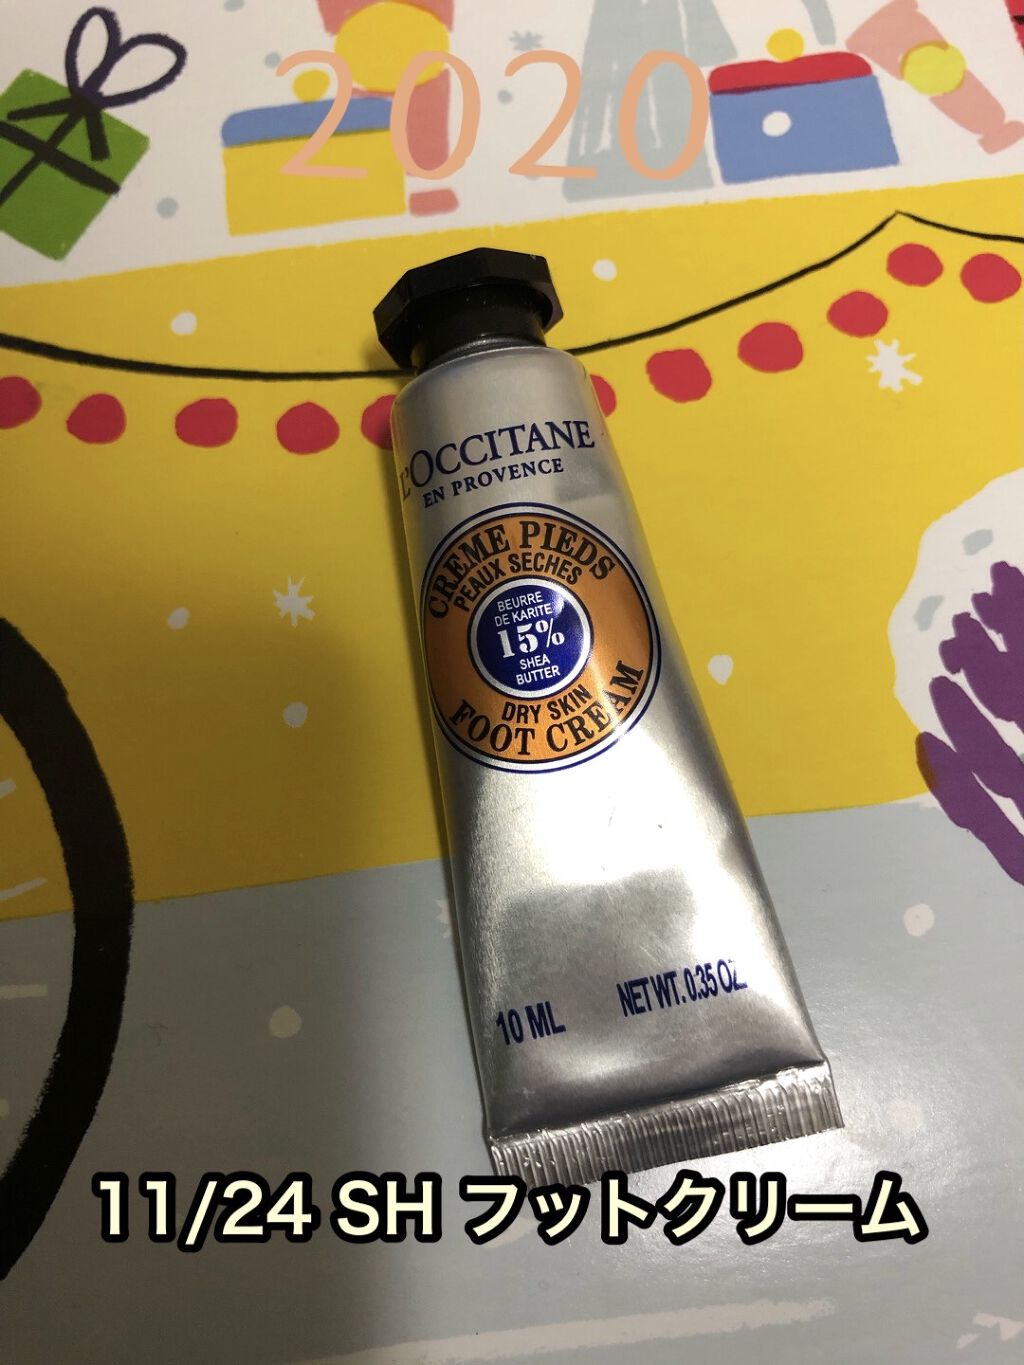 2020
L'OCCITANE
EN PROVENCE
CREME PIEDS
PEAUX SECHES
BEURRE
DE KARITE
15%
SHEA
BUTTER
DRY SKIN
FOOT CREAM
10 ML NET WT. 0.35 OZ.
11/24 SH フットクリーム